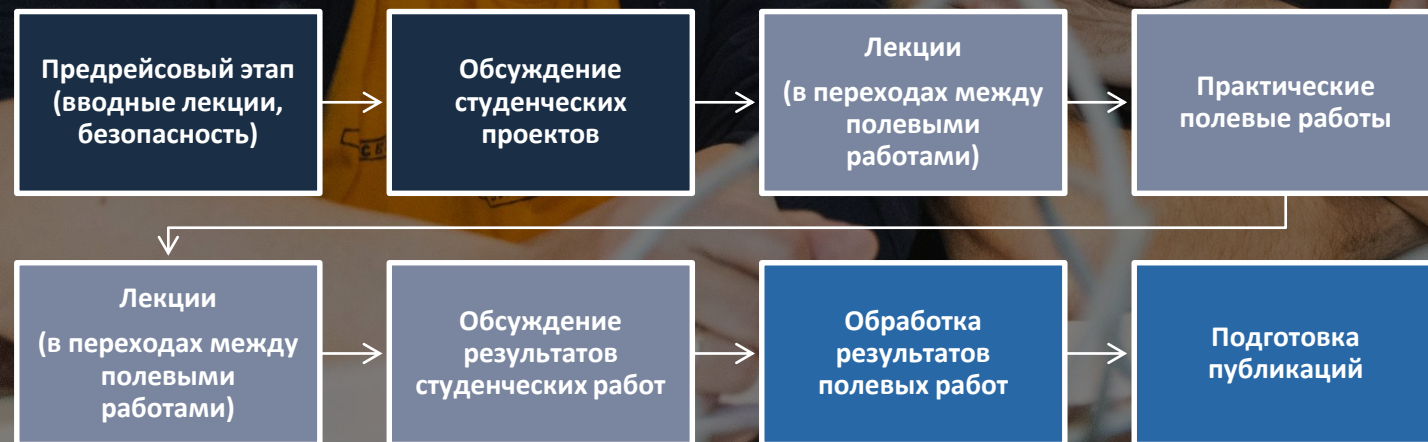 Предрейсовый этап
(вводные лекции,
безопасность)
Обсуждение
студенческих
проектов
Лекции
(в переходах между
полевыми
работами)
Практические
полевые работы
Лекции
(в переходах между
полевыми
работами)
Обсуждение
результатов
студенческих работ
Обработка
результатов
полевых работ
Подготовка
публикаций